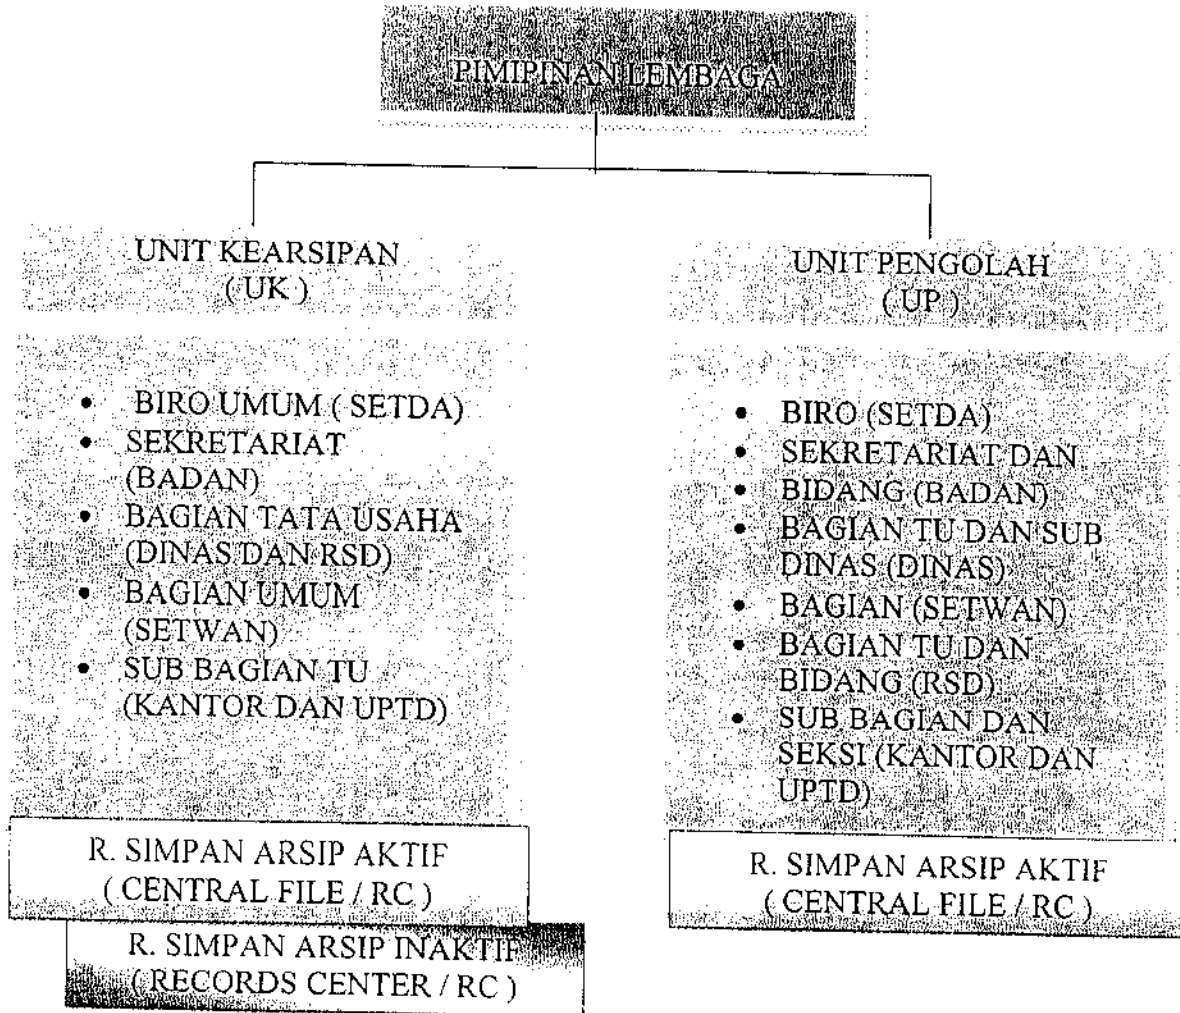 PIMIPINAN LEMBAGA
UNIT KEARSIPAN
( UK )
• BIRO UMUM ( SETDA)
• SEKRETARIAT
(BADAN)
• BAGIAN TATA USAHA
(DINAS DAN RSD)
• BAGIAN UMUM
(SETWAN)
• SUB BAGIAN TU
(KANTOR DAN UPTD)
R. SIMPAN ARSIP AKTIF
( CENTRAL FILE / RC )
R. SIMPAN ARSIP INAKTIF
( RECORDS CENTER / RC )
UNIT PENGOLAH
( UP )
• BIRO (SETDA)
• SEKRETARIAT DAN
• BIDANG (BADAN)
• BAGIAN TU DAN SUB
DINAS (DINAS)
• BAGIAN (SETWAN)
• BAGIAN TU DAN
BIDANG (RSD)
• SUB BAGIAN DAN
SEKSI (KANTOR DAN
UPTD)
R. SIMPAN ARSIP AKTIF
( CENTRAL FILE / RC )